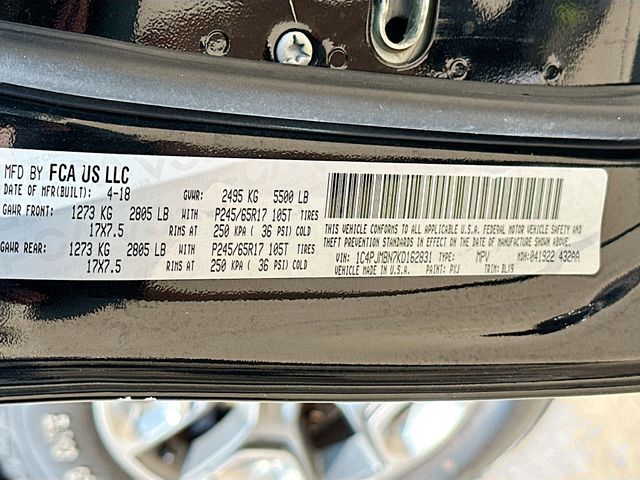 MFD BY FCA US LLC
DATE OF MFR(BUILT): 4-18 GVWR: 2495 KG 5500 LB
GAWR FRONT: 1273 KG 2805 LB WITH P245/65R17 105T TIRES
17X7.5 RIMS AT 250 KPA ( 36 PSI) COLD
GAWR REAR: 1273 KG 2805 LB WITH P245/65R17 105T TIRES
17X7.5 RIMS AT 250 KPA ( 36 PSI) COLD
THIS VEHICLE CONFORMS TO ALL APPLICABLE U.S.A. FEDERAL MOTOR VEHICLE SAFETY AND
THEFT PREVENTION STANDARDS IN EFFECT ON THE DATE OF MANUFACTURE SHOWN ABOVE.
VIN: 1C4PJMBN7KD162831 TYPE: MPV MDH: 041922 432AA
VEHICLE MADE IN U.S.A. PAINT: PXJ TRIM: BLX9